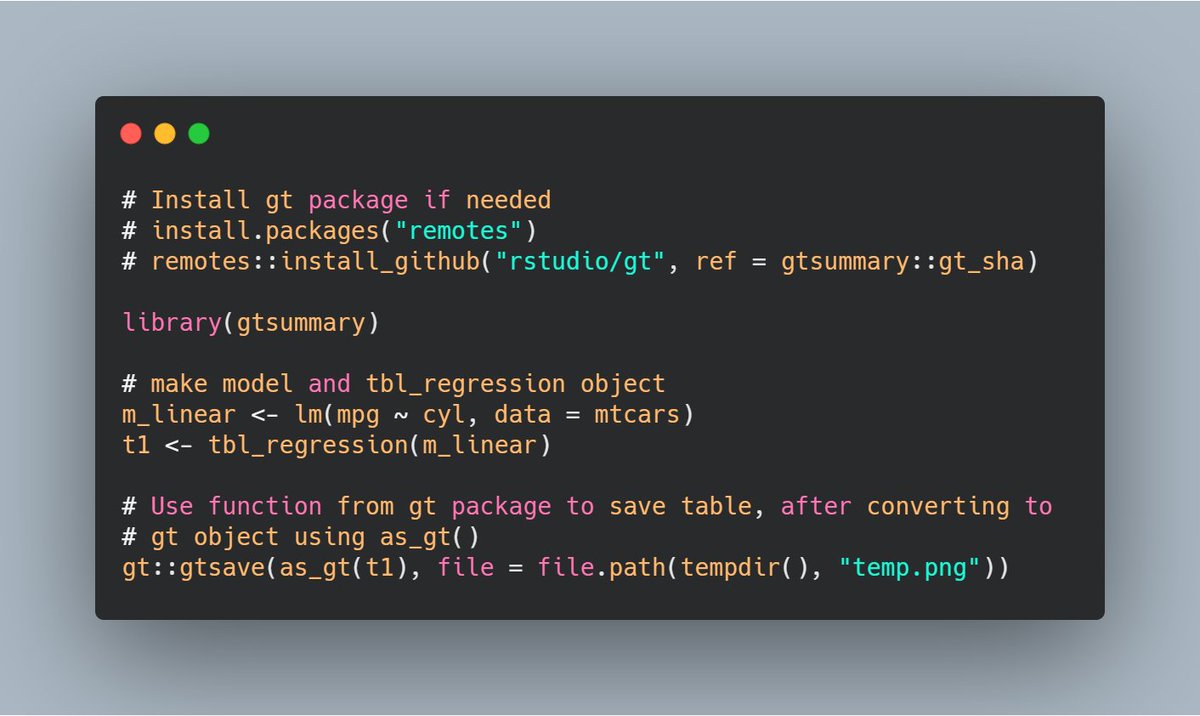 # Install gt package if needed
# install.packages("remotes")
# remotes::install_github("rstudio/gt", ref = gtsummary::gt_sha)
library(gtsummary)
# make model and tbl_regression object
m_linear <- lm(mpg ~ cyl, data = mtcars)
t1 <- tbl_regression(m_linear)
# Use function from gt package to save table, after converting to
# gt object using as_gt()
gt::gtsave(as_gt(t1), file = file.path(tempdir(), "temp.png"))